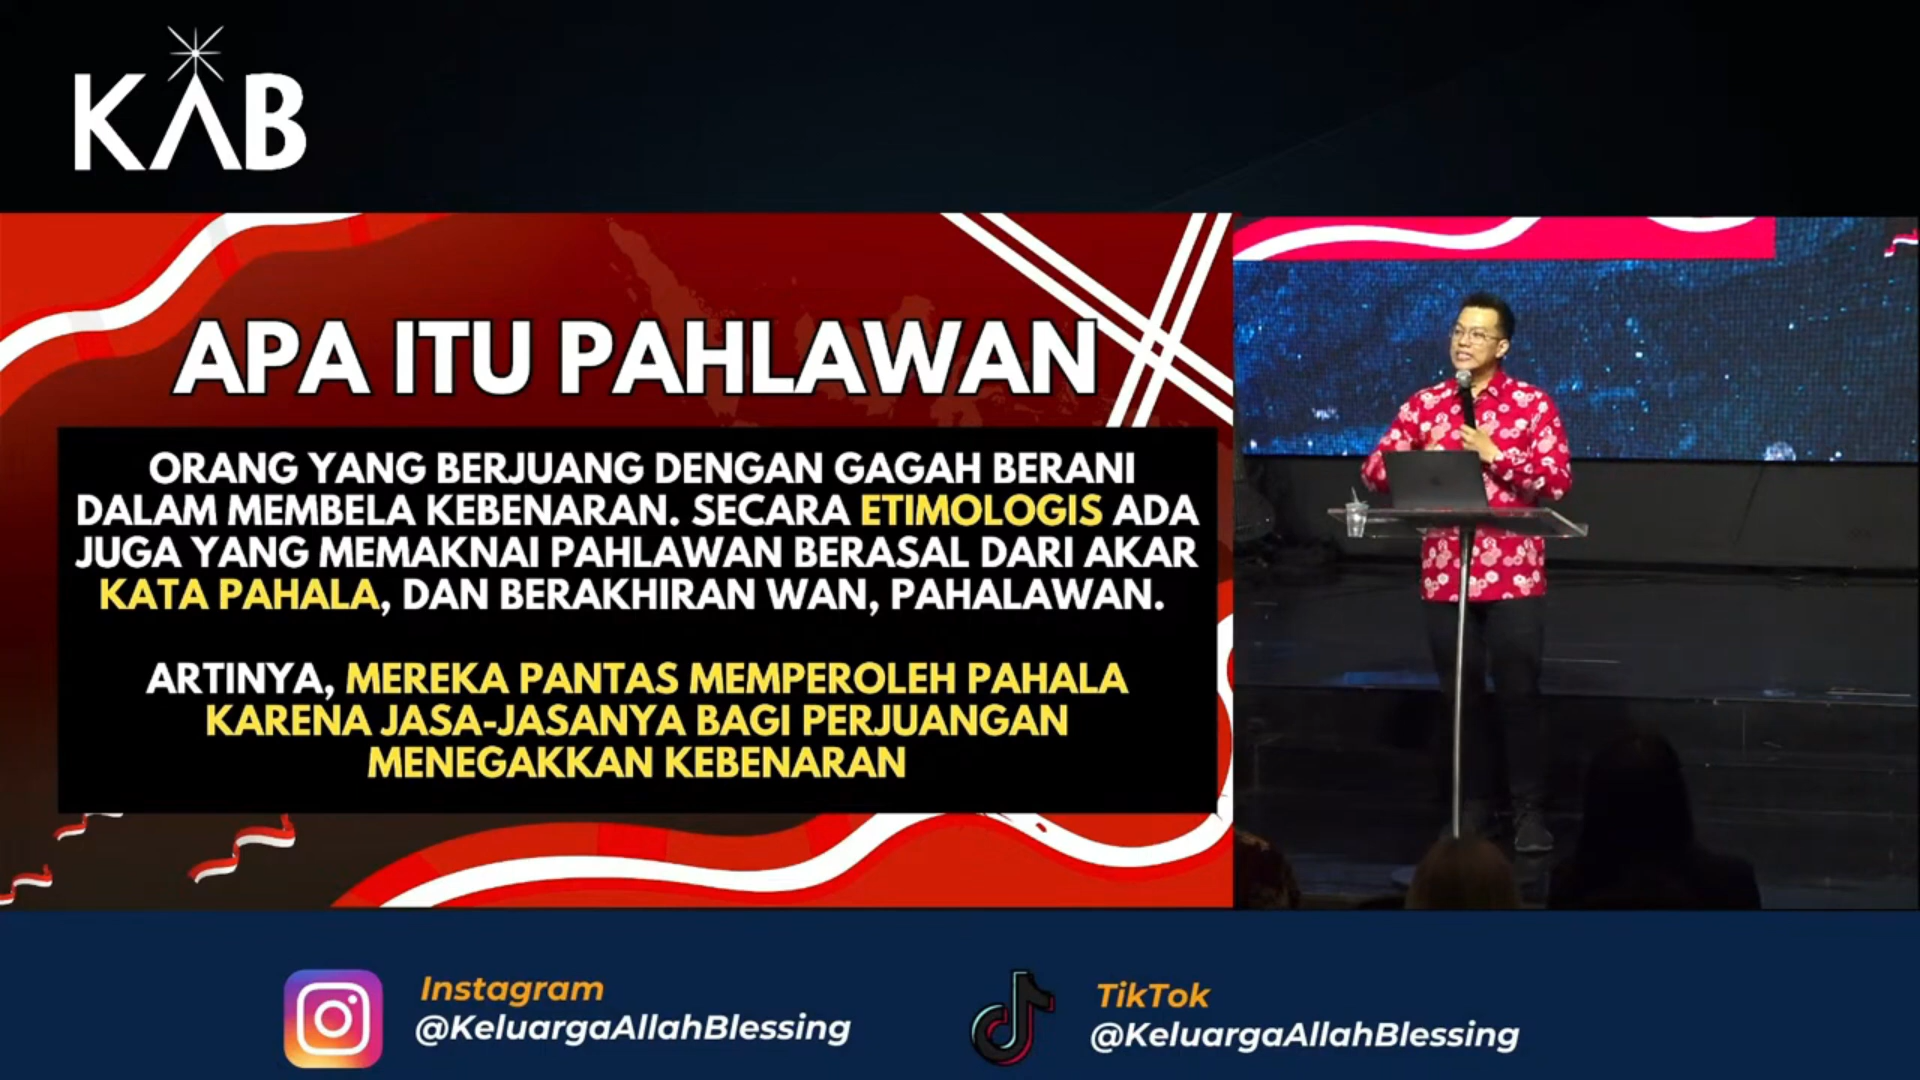 KAB
APA ITU PAHLAWAN
ORANG YANG BERJUANG DENGAN GAGAH BERANI
DALAM MEMBELA KEBENARAN. SECARA ETIMOLOGIS ADA
JUGA YANG MEMAKNAI PAHLAWAN BERASAL DARI AKAR
KATA PAHALA, DAN BERAKHIRAN WAN, PAHALAWAN.
ARTINYA, MEREKA PANTAS MEMPEROLEH PAHALA
KARENA JASA-JASANYA BAGI PERJUANGAN
MENEGAKKAN KEBENARAN
Instagram
@KeluargaAllahBlessing
TikTok
@KeluargaAllahBlessing